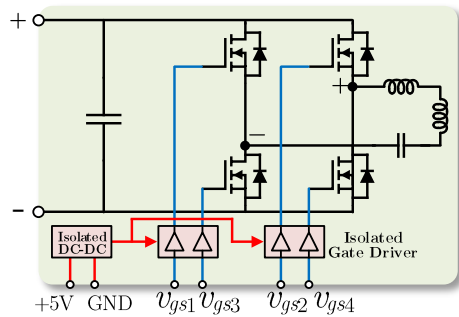 +
+
−
-
Isolated
DC-DC
Isolated
Gate Driver
+5V GND v_{gs1} v_{gs3} v_{gs2} v_{gs4}